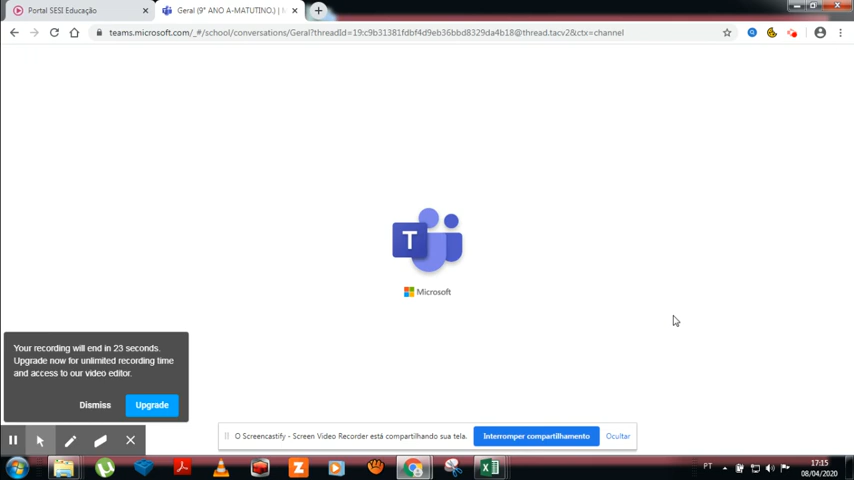 Portal SESI Educação
Geral (9° ANO A-MATUTINO.) |
teams.microsoft.com/_#/school/conversations/Geral?threadId=19:c9b31381fdbf4d9eb36bbd8329da4b18@thread.tacv2&ctx=channel
T
Microsoft
Your recording will end in 23 seconds.
Upgrade now for unlimited recording time
and access to our video editor.
Dismiss
Upgrade
O Screencastify - Screen Video Recorder está compartilhando sua tela.
Interromper compartilhamento
Ocultar
PT
17:15
08/04/2020